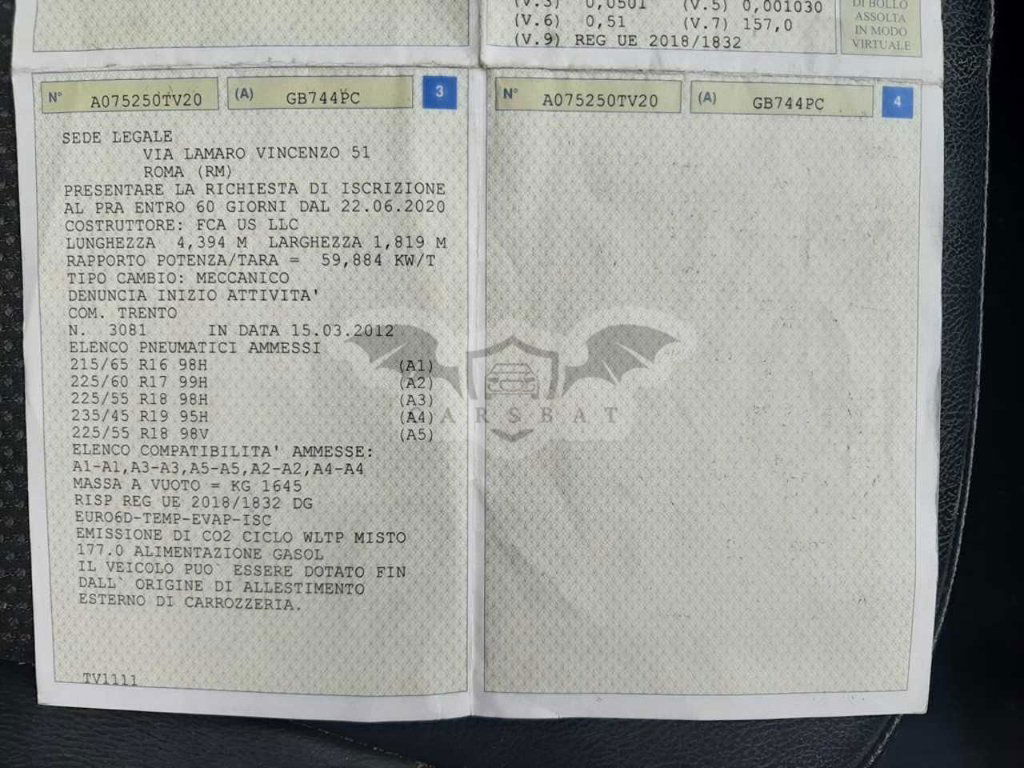 (V.3) 0,0501 (V.5) 0,001030
(V.6) 0,51 (V.7) 157,0
(V.9) REG UE 2018/1832
DI BOLLO
ASSOLTA
IN MODO
VIRTUALE
N° A075250TV20 (A) GB744PC 3
SEDE LEGALE
VIA LAMARO VINCENZO 51
ROMA (RM)
PRESENTARE LA RICHIESTA DI ISCRIZIONE
AL PRA ENTRO 60 GIORNI DAL 22.06.2020
COSTRUTTORE: FCA US LLC
LUNGHEZZA 4,394 M LARGHEZZA 1,819 M
RAPPORTO POTENZA/TARA = 59,884 KW/T
TIPO CAMBIO: MECCANICO
DENUNCIA INIZIO ATTIVITA'
COM. TRENTO
N. 3081 IN DATA 15.03.2012
ELENCO PNEUMATICI AMMESSI
215/65 R16 98H (A1)
225/60 R17 99H (A2)
225/55 R18 98H (A3)
235/45 R19 95H (A4)
225/55 R18 98V (A5)
ELENCO COMPATIBILITA' AMMESSE:
A1-A1,A3-A3,A5-A5,A2-A2,A4-A4
MASSA A VUOTO = KG 1645
RISP REG UE 2018/1832 DG
EURO6D-TEMP-EVAP-ISC
EMISSIONE DI CO2 CICLO WLTP MISTO
177.0 ALIMENTAZIONE GASOL
IL VEICOLO PUO` ESSERE DOTATO FIN
DALL` ORIGINE DI ALLESTIMENTO
ESTERNO DI CARROZZERIA.
TV1111
N° A075250TV20 (A) GB744PC 4
CARSBAT